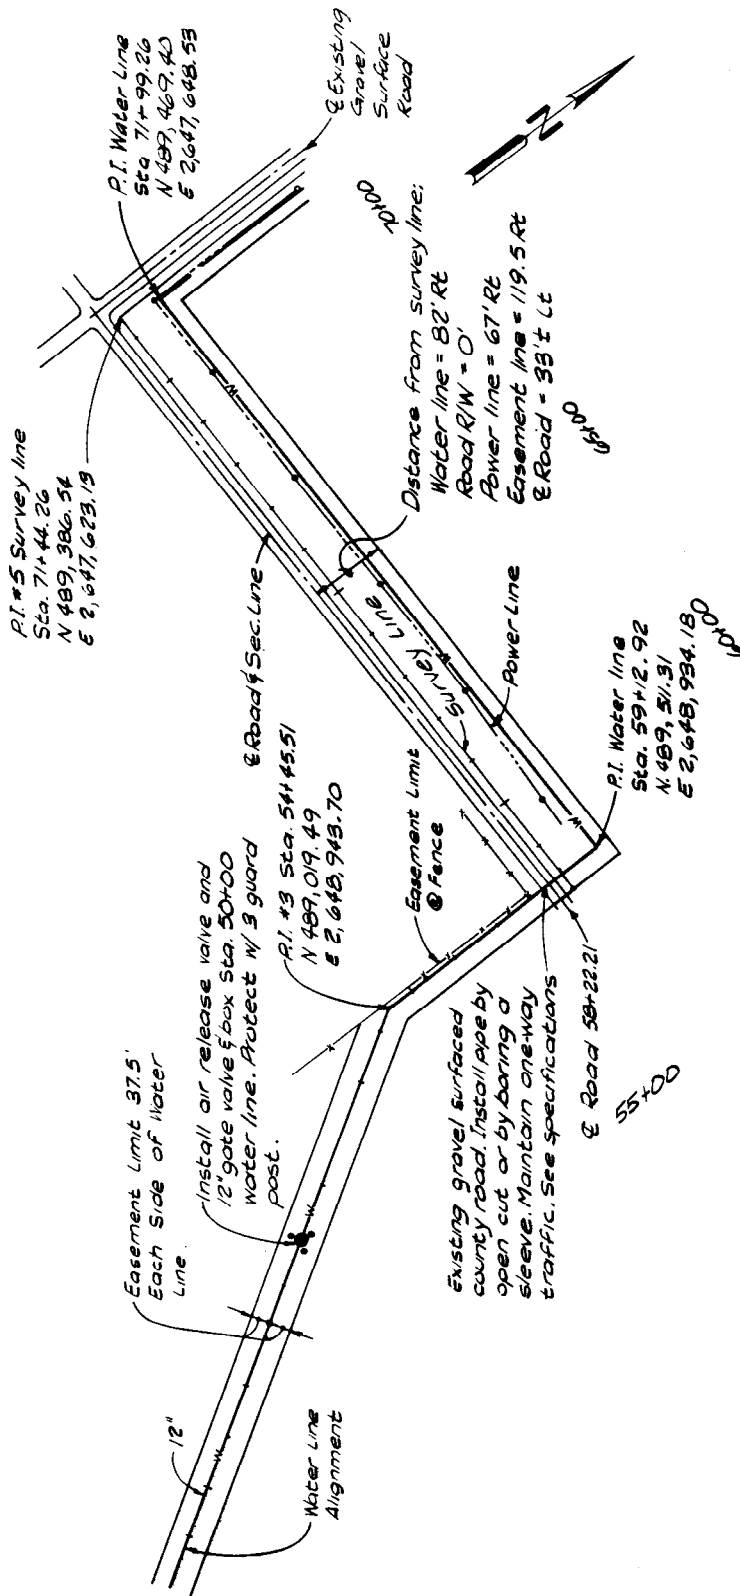 P.I. #5 Survey line
Sta. 71+44.26
N 489,386.54
E 2,647,623.19
P.I. Water Line
Sta. 71+99.26
N 489,469.40
E 2,647,648.53
℄ Existing
Gravel
Surface
Road
N
70+00
Distance from survey line:
Water line = 82' Rt
Road R/W = 0'
Power line = 67' Rt
Easement line = 119.5 Rt
℄ Road = 33'± Lt
65+00
℄ Road & Sec. Line
Survey Line
Power Line
W
W
W
60+00
P.I. Water line
Sta. 59+12.92
N. 489,511.31
E 2,648,934.18
Easement Limit
@ Fence
P.I. #3 Sta. 54+45.51
N 489,019.49
E 2,648,943.70
Install air release valve and
12" gate valve & box Sta. 50+00
water line. Protect w/ 3 guard
post.
Easement Limit 37.5'
Each Side of Water
Line.
Existing gravel surfaced
county road. Install pipe by
open cut or by boring a
sleeve. Maintain one-way
traffic. See specifications
℄ Road 58+22.21
55+00
W
W
12"
Water Line
Alignment